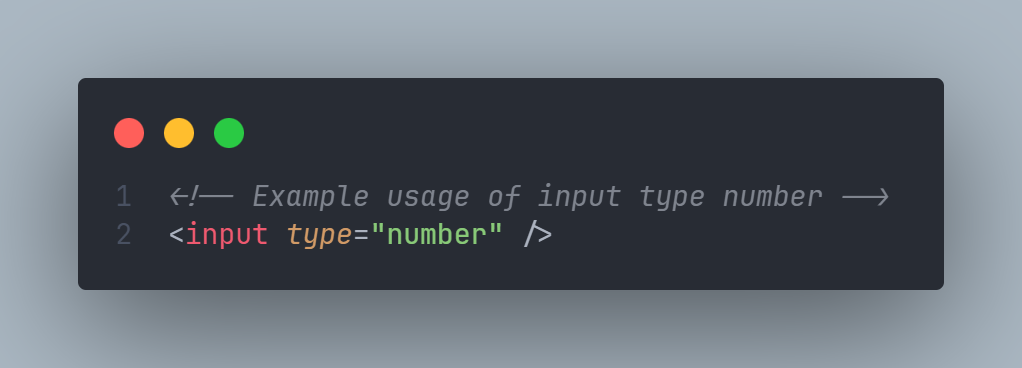 1 <!-- Example usage of input type number -->
2 <input type="number" />